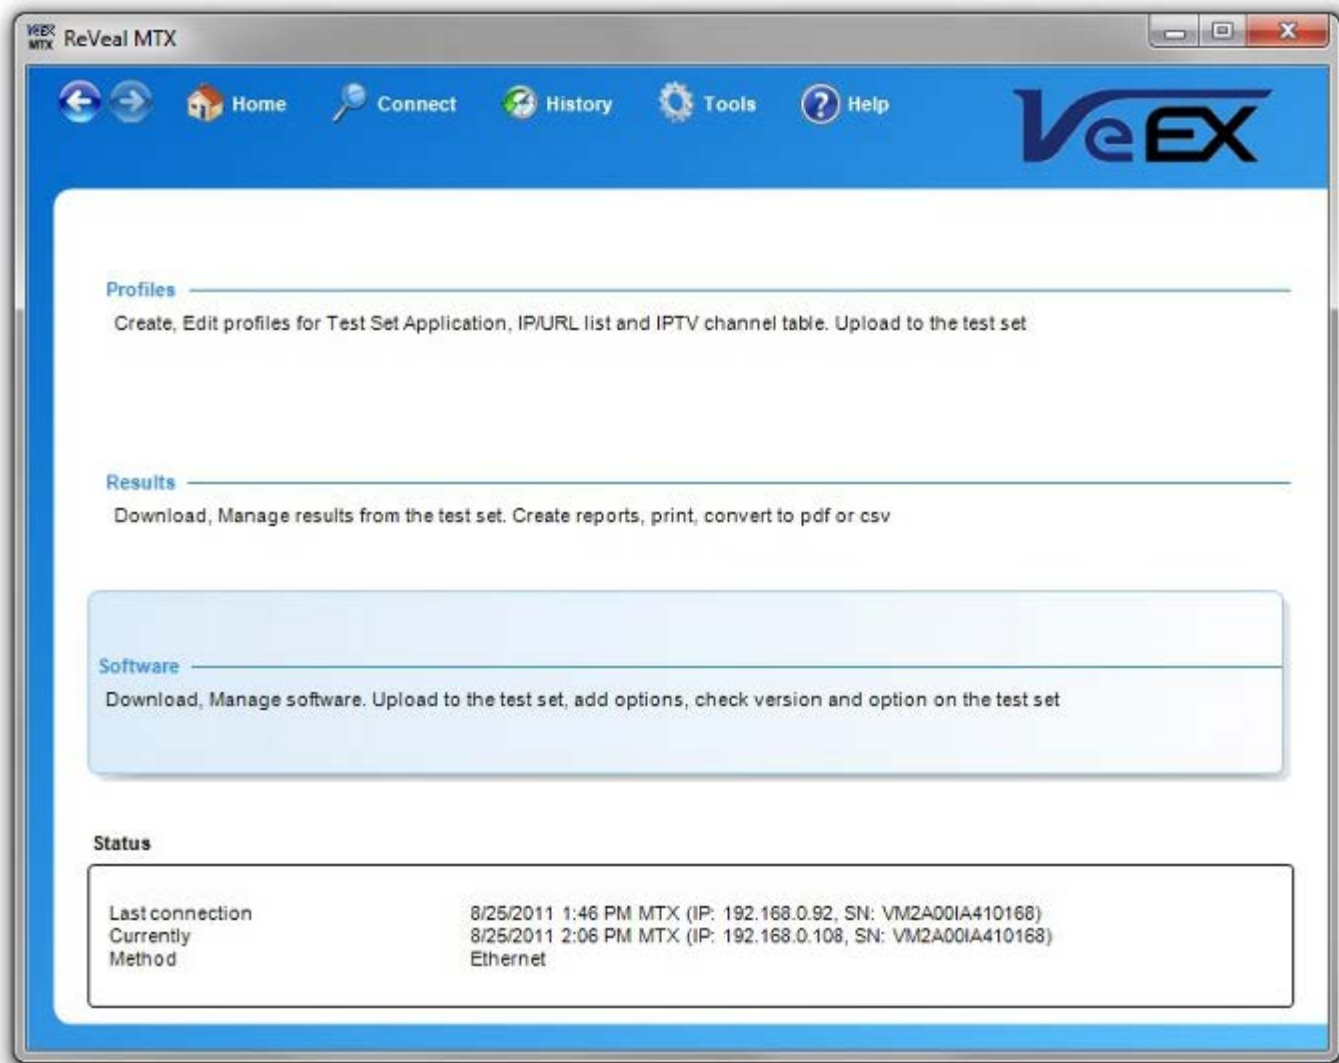 VeEX MTX ReVeal MTX
Home Connect History Tools Help
VeEX
Profiles
Create, Edit profiles for Test Set Application, IP/URL list and IPTV channel table. Upload to the test set
Results
Download, Manage results from the test set. Create reports, print, convert to pdf or csv
Software
Download, Manage software. Upload to the test set, add options, check version and option on the test set
Status
Last connection 8/25/2011 1:46 PM MTX (IP: 192.168.0.92, SN: VM2A00IA410168)
Currently 8/25/2011 2:06 PM MTX (IP: 192.168.0.108, SN: VM2A00IA410168)
Method Ethernet